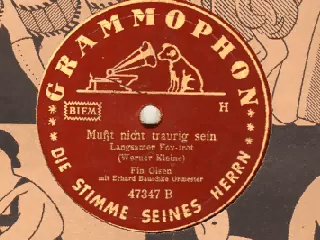 GRAMMOPHON
BIEM
H
Mußt nicht traurig sein
Langsamer Fox-trot
(Werner Kleine)
Fin Olsen
mit Erhard Bauschke Orchester
47347 B
DIE STIMME SEINES HERRN